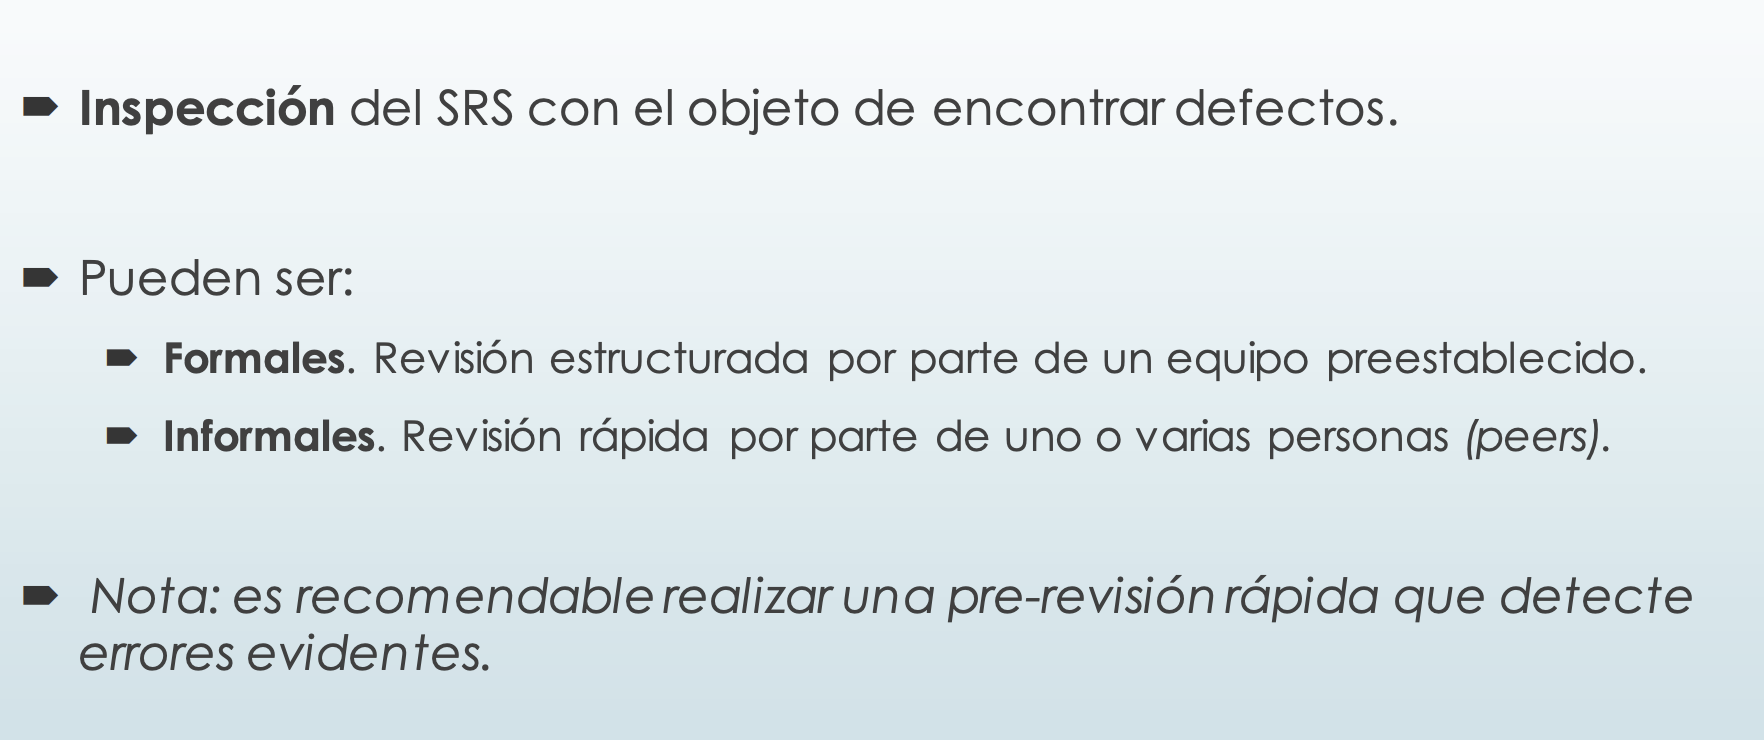 Inspección del SRS con el objeto de encontrar defectos.
Pueden ser:
Formales. Revisión estructurada por parte de un equipo preestablecido.
Informales. Revisión rápida por parte de uno o varias personas (peers).
Nota: es recomendable realizar una pre-revisión rápida que detecte
errores evidentes.